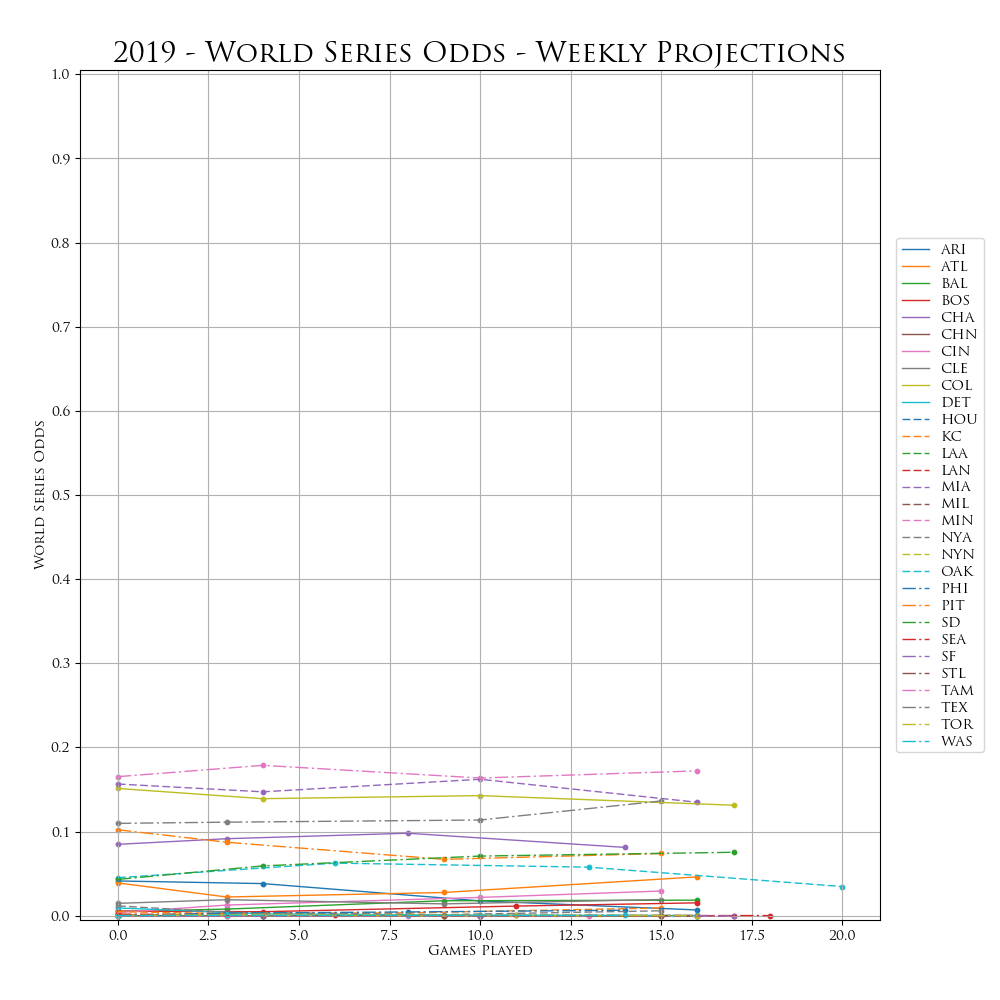 2019 - World Series Odds - Weekly Projections
1.0
0.9
0.8
0.7
0.6
0.5
0.4
0.3
0.2
0.1
0.0
World Series Odds
0.0 2.5 5.0 7.5 10.0 12.5 15.0 17.5 20.0
Games Played
ARI
ATL
BAL
BOS
CHA
CHN
CIN
CLE
COL
DET
HOU
KC
LAA
LAN
MIA
MIL
MIN
NYA
NYN
OAK
PHI
PIT
SD
SEA
SF
STL
TAM
TEX
TOR
WAS